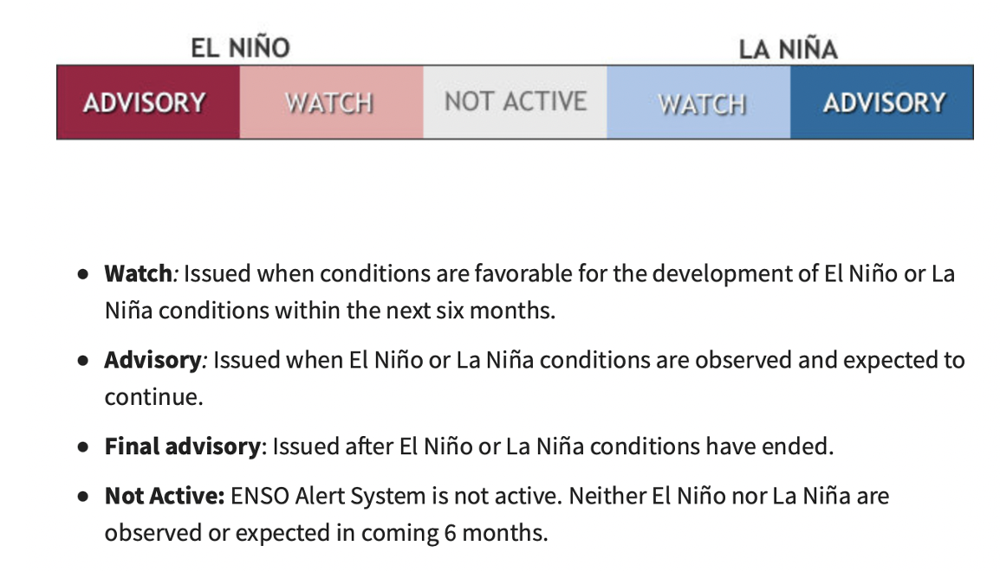 EL NIÑO LA NIÑA
ADVISORY WATCH NOT ACTIVE WATCH ADVISORY
● Watch: Issued when conditions are favorable for the development of El Niño or La
Niña conditions within the next six months.
● Advisory: Issued when El Niño or La Niña conditions are observed and expected to
continue.
● Final advisory: Issued after El Niño or La Niña conditions have ended.
● Not Active: ENSO Alert System is not active. Neither El Niño nor La Niña are
observed or expected in coming 6 months.